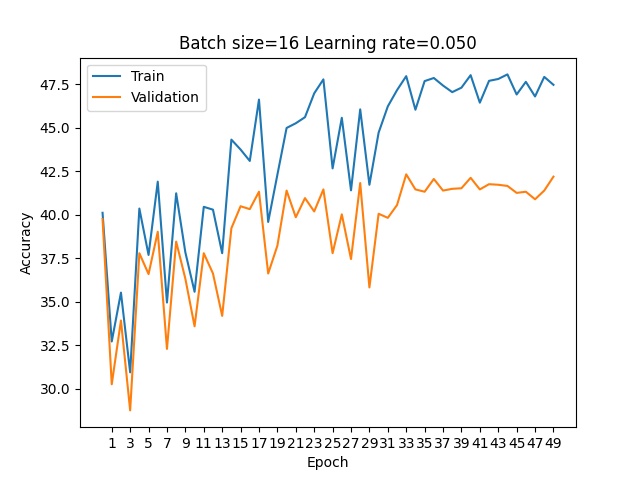 Batch size=16 Learning rate=0.050
Train
Validation
47.5
45.0
42.5
40.0
37.5
35.0
32.5
30.0
Accuracy
1 3 5 7 9 11 13 15 17 19 21 23 25 27 29 31 33 35 37 39 41 43 45 47 49
Epoch